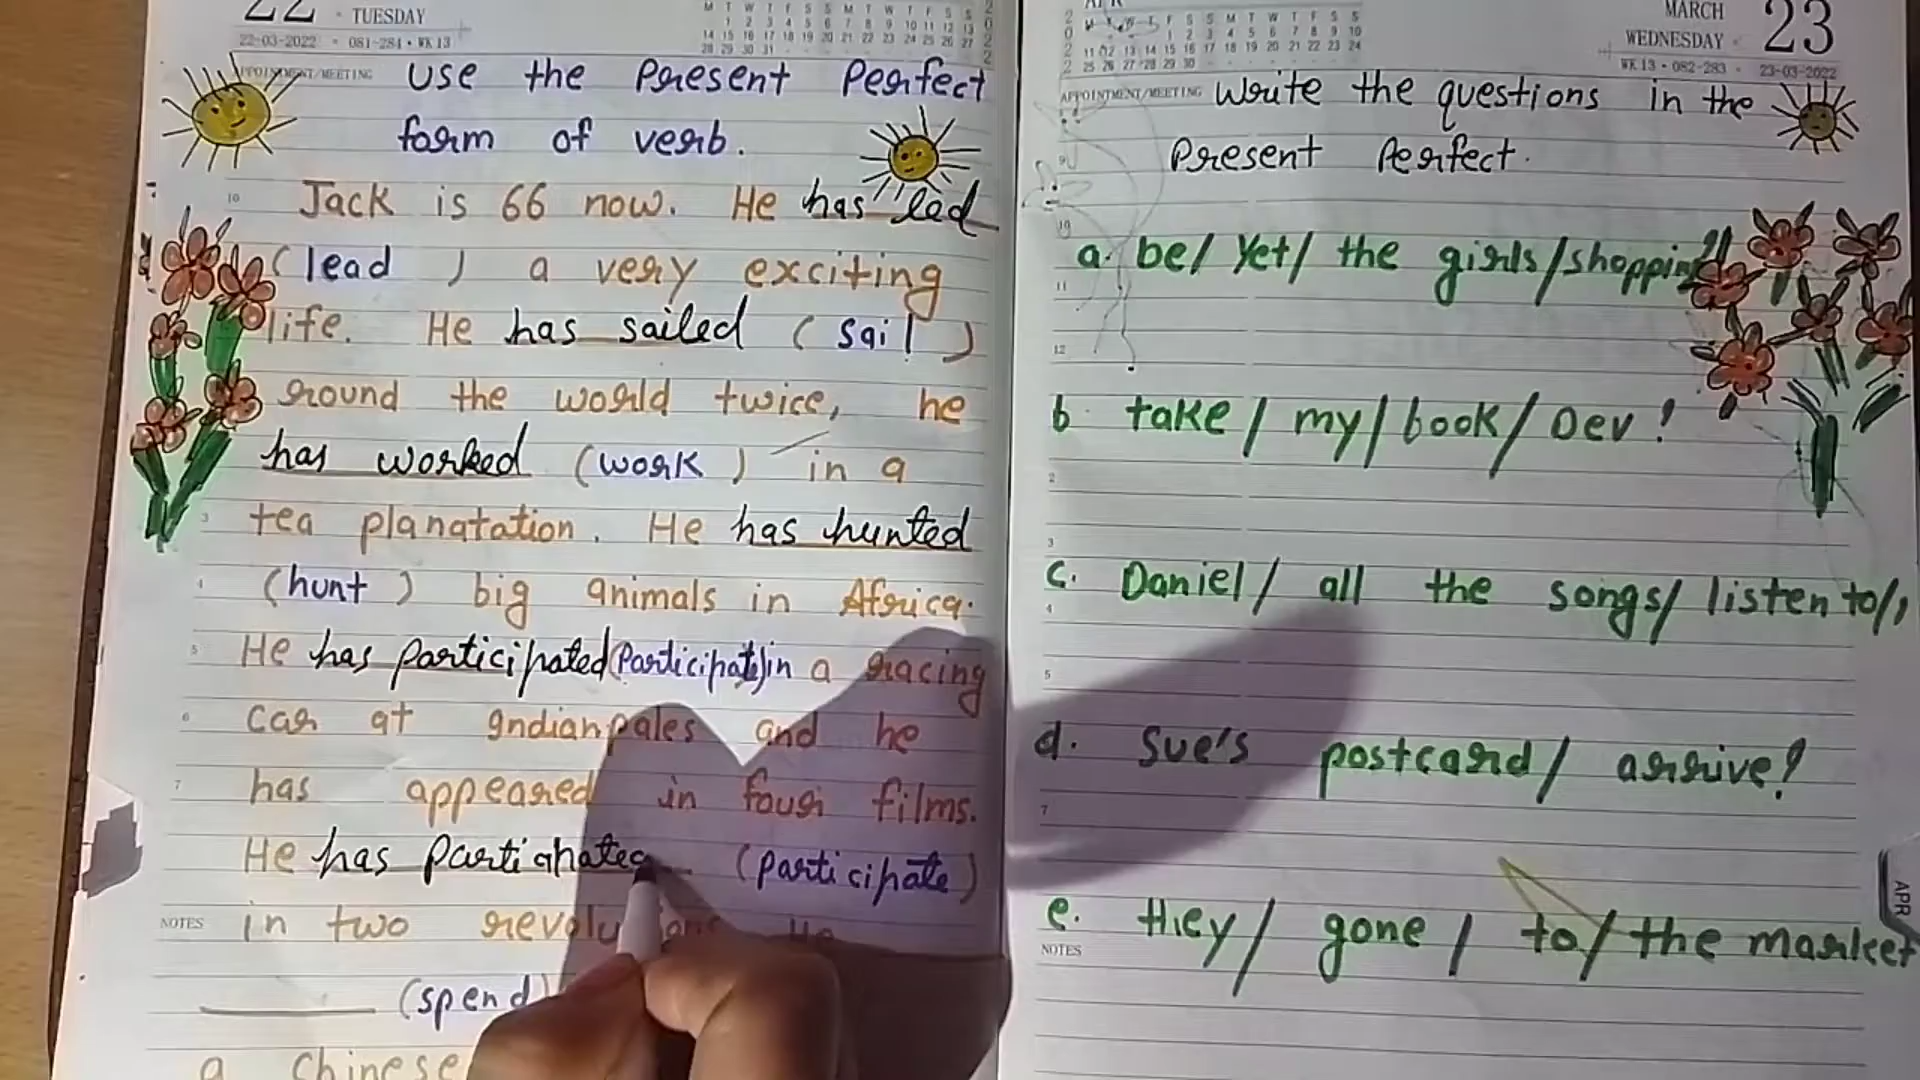 22 • TUESDAY
22-03-2022 • 081-284 • WK 13
APPOINTMENT/MEETING
Use the Present Perfect
form of verb.
Jack is 66 now. He has led
(lead) a very exciting
life. He has sailed (sail)
round the world twice, he
has worked (work) in a
tea planatation. He has hunted
(hunt) big animals in Africa.
He has participated (Participate) in a racing
car at Indianpales and he
has appeared in four films.
He has (participate)
in two
(spend)
a Chinese
NOTES
MARCH 23
WEDNESDAY
WK 13 • 082-283 • 23-03-2022
APPOINTMENT/MEETING
Write the questions in the
Present Perfect.
a. be/ Yet/ the girls/shopping
b. take/ my/ book/ Dev?
c. Daniel/ all the songs/ listen to/
d. Sue's postcard/ arrive?
e. they/ gone / to/ the market
NOTES
APR